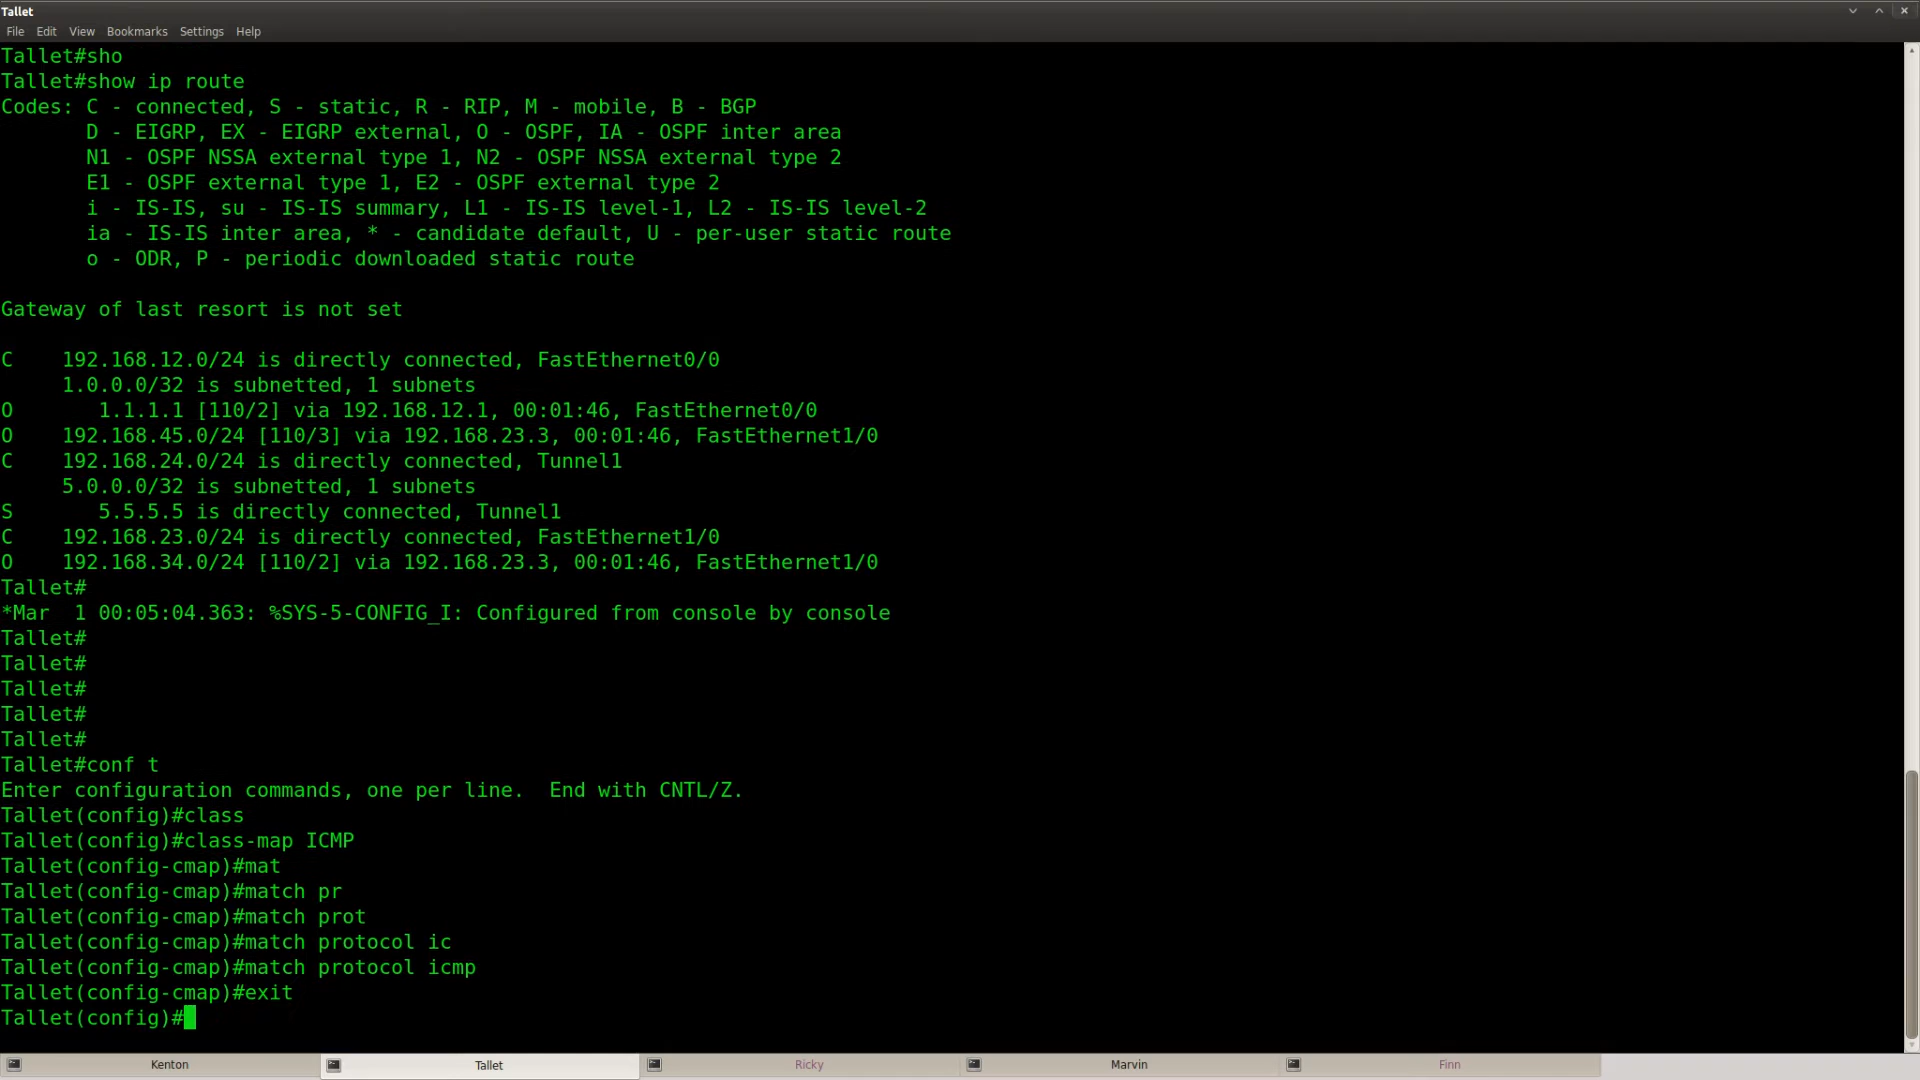 Tallet
File Edit View Bookmarks Settings Help
Tallet#sho
Tallet#show ip route
Codes: C - connected, S - static, R - RIP, M - mobile, B - BGP
       D - EIGRP, EX - EIGRP external, O - OSPF, IA - OSPF inter area
       N1 - OSPF NSSA external type 1, N2 - OSPF NSSA external type 2
       E1 - OSPF external type 1, E2 - OSPF external type 2
       i - IS-IS, su - IS-IS summary, L1 - IS-IS level-1, L2 - IS-IS level-2
       ia - IS-IS inter area, * - candidate default, U - per-user static route
       o - ODR, P - periodic downloaded static route
Gateway of last resort is not set
C    192.168.12.0/24 is directly connected, FastEthernet0/0
     1.0.0.0/32 is subnetted, 1 subnets
O       1.1.1.1 [110/2] via 192.168.12.1, 00:01:46, FastEthernet0/0
O    192.168.45.0/24 [110/3] via 192.168.23.3, 00:01:46, FastEthernet1/0
C    192.168.24.0/24 is directly connected, Tunnel1
     5.0.0.0/32 is subnetted, 1 subnets
S       5.5.5.5 is directly connected, Tunnel1
C    192.168.23.0/24 is directly connected, FastEthernet1/0
O    192.168.34.0/24 [110/2] via 192.168.23.3, 00:01:46, FastEthernet1/0
Tallet#
*Mar  1 00:05:04.363: %SYS-5-CONFIG_I: Configured from console by console
Tallet#
Tallet#
Tallet#
Tallet#
Tallet#
Tallet#conf t
Enter configuration commands, one per line.  End with CNTL/Z.
Tallet(config)#class
Tallet(config)#class-map ICMP
Tallet(config-cmap)#mat
Tallet(config-cmap)#match pr
Tallet(config-cmap)#match prot
Tallet(config-cmap)#match protocol ic
Tallet(config-cmap)#match protocol icmp
Tallet(config-cmap)#exit
Tallet(config)#
Kenton Tallet Ricky Marvin Finn